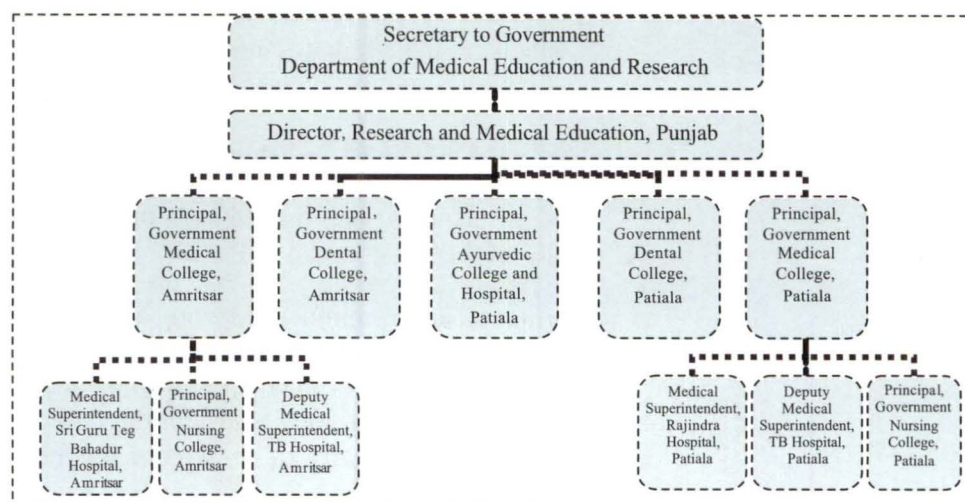 Secretary to Government
Department of Medical Education and Research
Director, Research and Medical Education, Punjab
Principal,
Government
Medical
College,
Amritsar
Principal,
Government
Dental
College,
Amritsar
Principal,
Government
Ayurvedic
College and
Hospital,
Patiala
Principal,
Government
Dental
College,
Patiala
Principal,
Government
Medical
College,
Patiala
Medical
Superintendent,
Sri Guru Teg
Bahadur
Hospital,
Amritsar
Principal,
Government
Nursing
College,
Amritsar
Deputy
Medical
Superintendent,
TB Hospital,
Amritsar
Medical
Superintendent,
Rajindra
Hospital,
Patiala
Deputy
Medical
Superintendent,
TB Hospital,
Patiala
Principal,
Government
Nursing
College,
Patiala